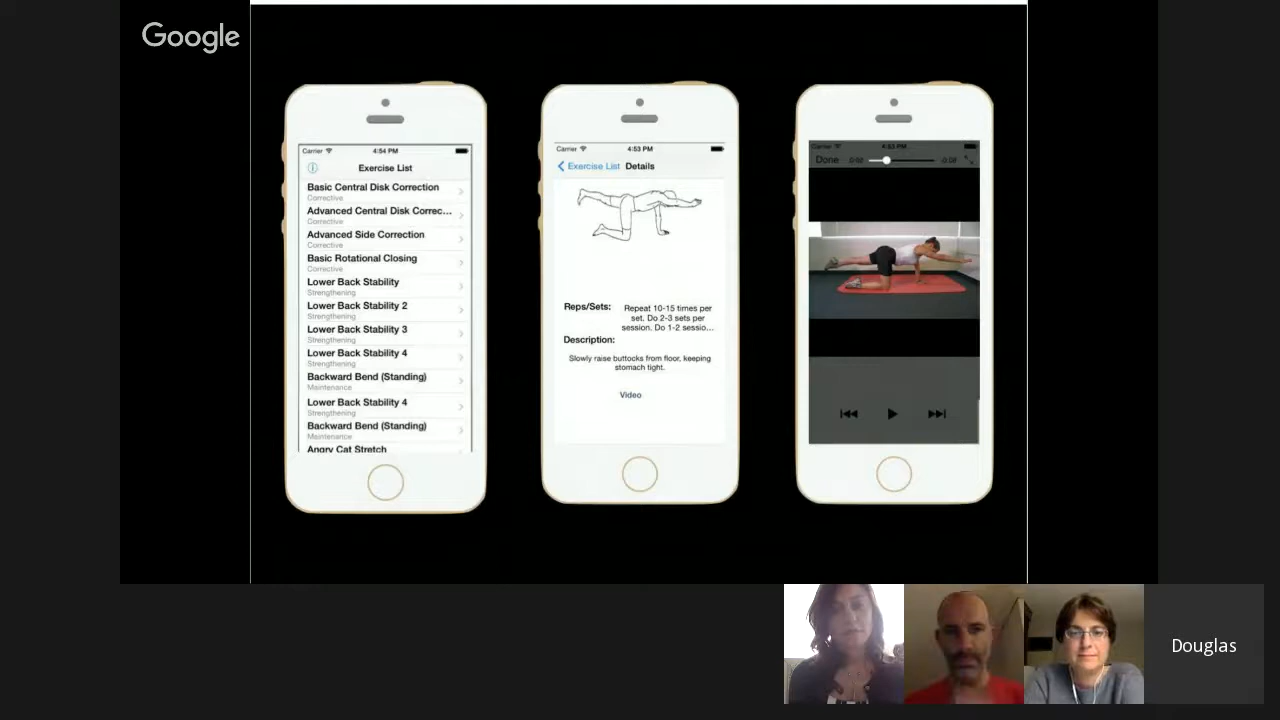 Google
Carrier 4:54 PM
Exercise List
Basic Central Disk Correction
Corrective
Advanced Central Disk Correc...
Corrective
Advanced Side Correction
Corrective
Basic Rotational Closing
Corrective
Lower Back Stability
Strengthening
Lower Back Stability 2
Strengthening
Lower Back Stability 3
Strengthening
Lower Back Stability 4
Strengthening
Backward Bend (Standing)
Maintenance
Lower Back Stability 4
Strengthening
Backward Bend (Standing)
Maintenance
Angry Cat Stretch
Carrier 4:53 PM
Exercise List Details
Reps/Sets: Repeat 10-15 times per
set. Do 2-3 sets per
session. Do 1-2 sessio...
Description:
Slowly raise buttocks from floor, keeping
stomach tight.
Video
Carrier 4:53 PM
Done 0:00
Douglas